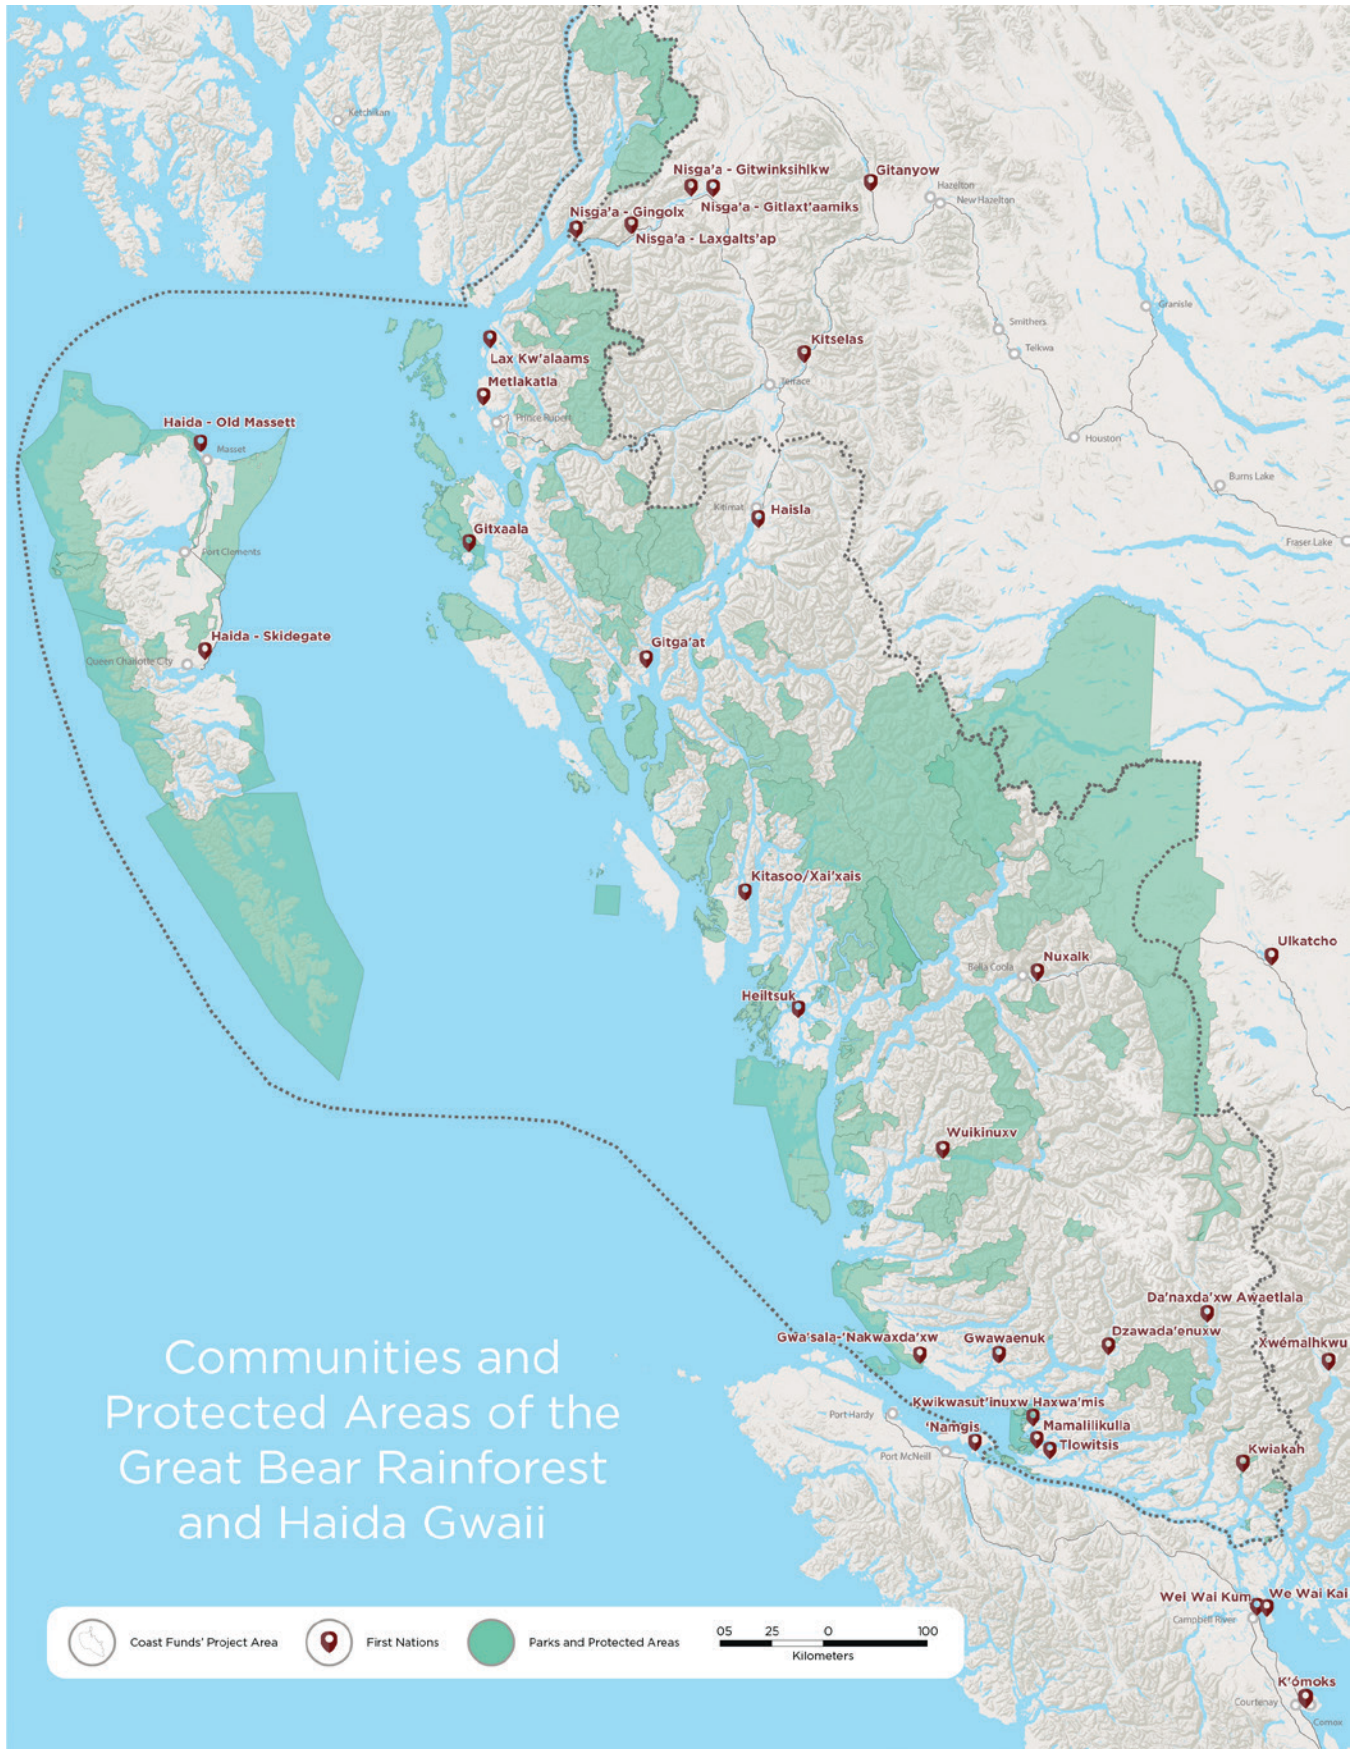 Ketchikan
Nisga'a - Gitwinksihlkw
Gitanyow
Hazelton
New Hazelton
Nisga'a - Gitlaxt'aamiks
Nisga'a - Gingolx
Nisga'a - Laxgalts'ap
Granisle
Smithers
Telkwa
Lax Kw'alaams
Kitselas
Metlakatla
Terrace
Prince Rupert
Haida - Old Massett
Masset
Houston
Burns Lake
Kitimat
Haisla
Gitxaala
Fraser Lake
Port Clements
Haida - Skidegate
Queen Charlotte City
Gitga'at
Kitasoo/Xai'xais
Ulkatcho
Nuxalk
Bella Coola
Heiltsuk
Wuikinuxv
Da'naxda'xw Awaetlala
Gwa'sala-'Nakwaxda'xw
Gwawaenuk
Dzawada'enuxw
Xwémalhkwu
Kwikwasut'inuxw Haxwa'mis
Port Hardy
Mamalilikulla
'Namgis
Tlowitsis
Port McNeill
Kwiakah
Communities and
Protected Areas of the
Great Bear Rainforest
and Haida Gwaii
Wei Wai Kum
We Wai Kai
Campbell River
K'ómoks
Courtenay
Comox
Coast Funds' Project Area
First Nations
Parks and Protected Areas
05 25 0 100
Kilometers